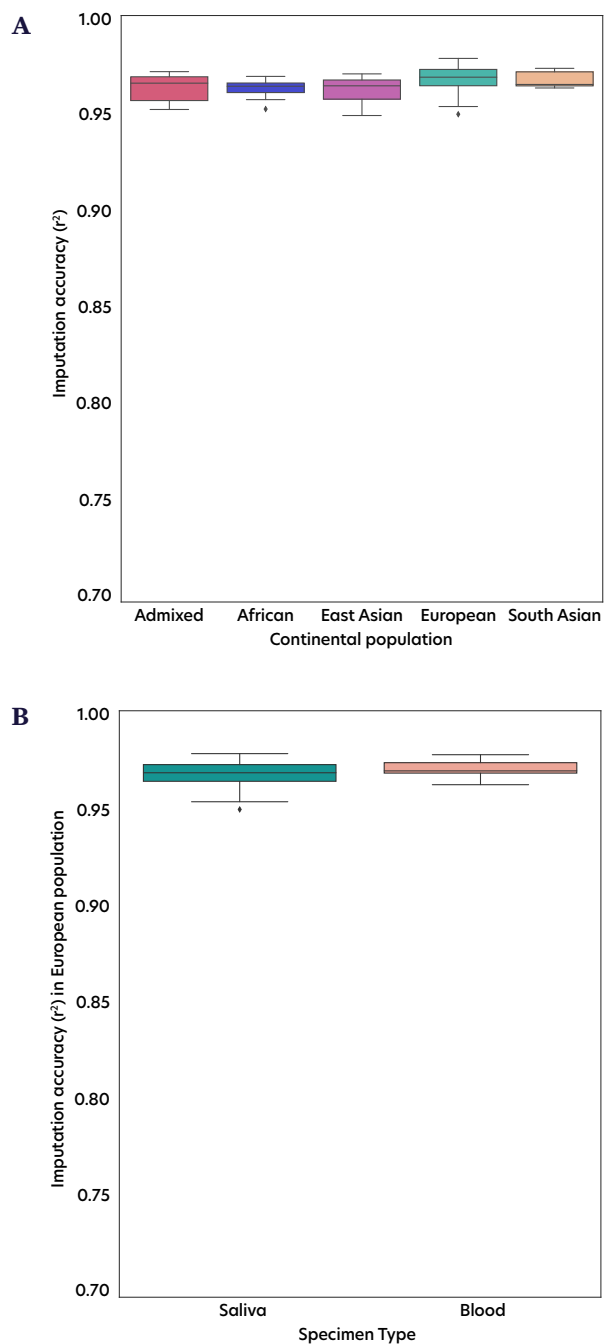 A
Imputation accuracy (r²)
1.00
0.95
0.90
0.85
0.80
0.75
0.70
Admixed African East Asian European South Asian
Continental population
B
Imputation accuracy (r²) in European population
1.00
0.95
0.90
0.85
0.80
0.75
0.70
Saliva Blood
Specimen Type